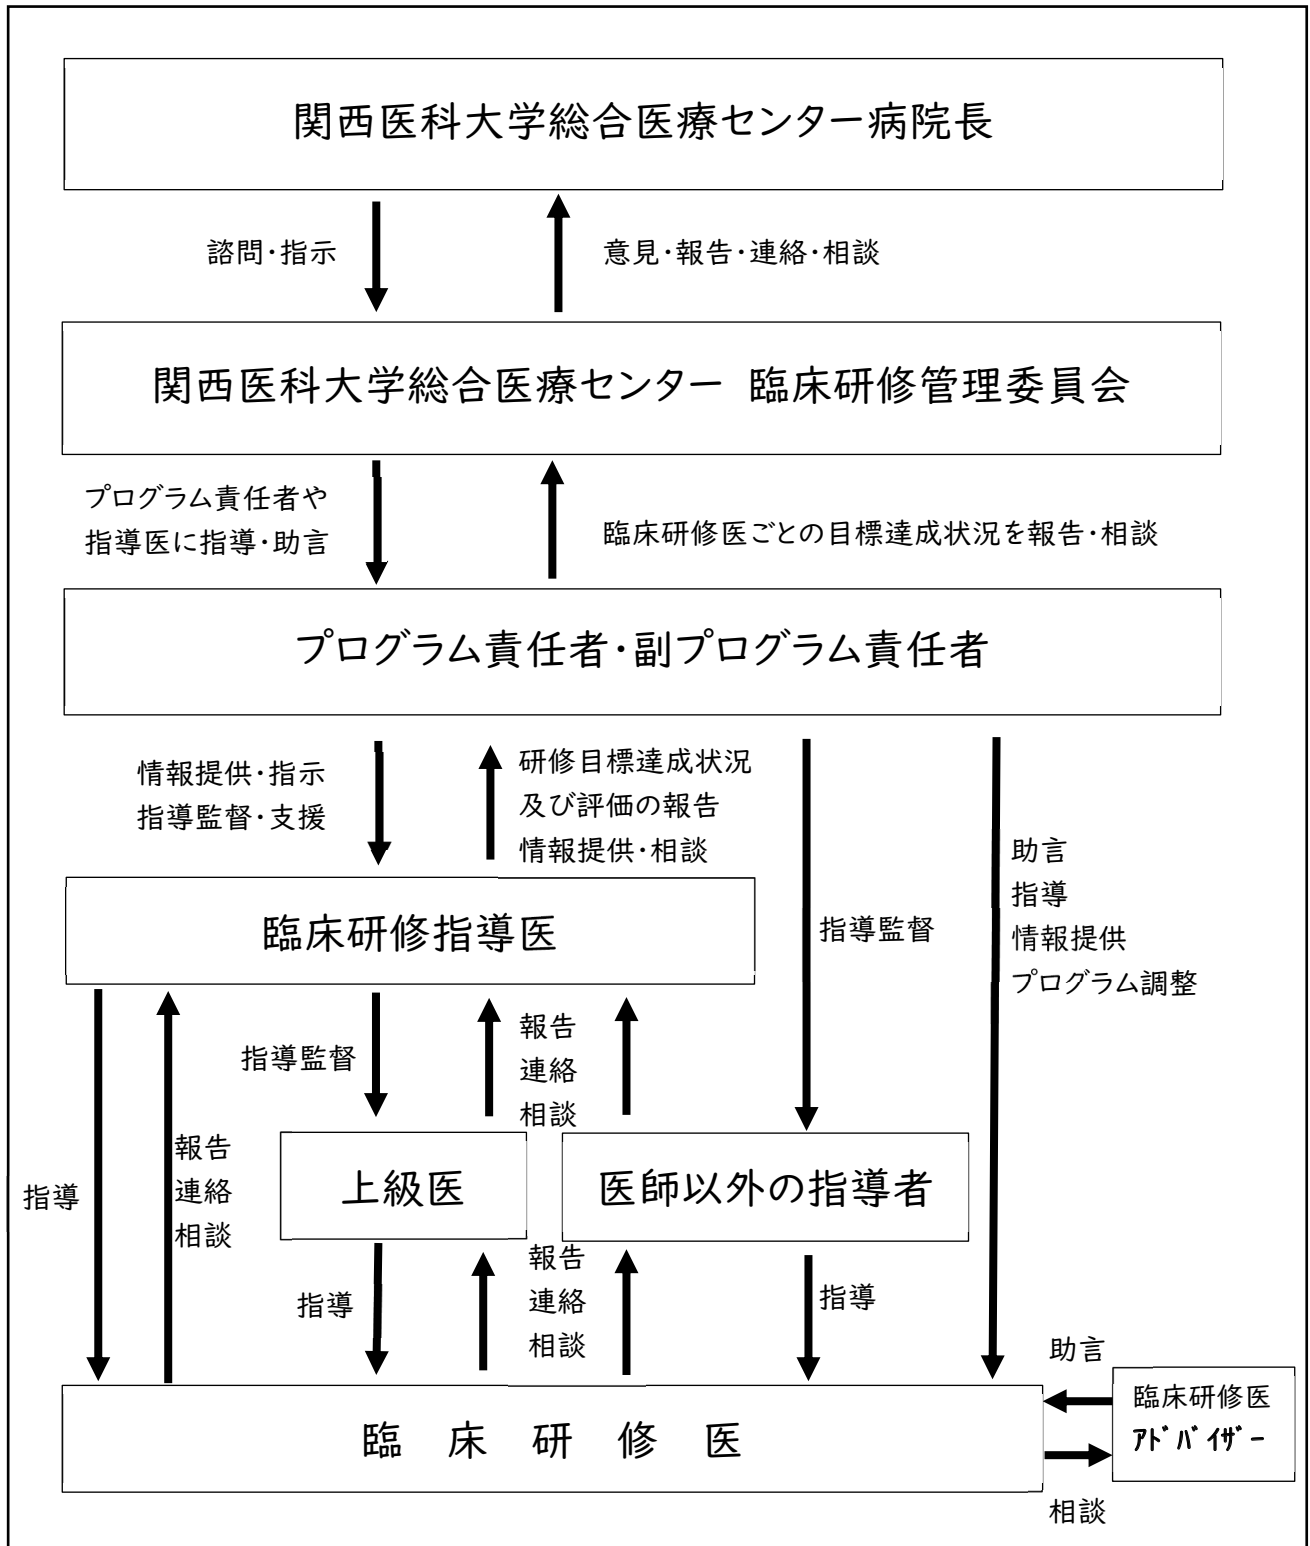 関西医科大学総合医療センター病院長
諮問・指示
意見・報告・連絡・相談
関西医科大学総合医療センター 臨床研修管理委員会
プログラム責任者や
指導医に指導・助言
臨床研修医ごとの目標達成状況を報告・相談
プログラム責任者・副プログラム責任者
情報提供・指示
指導監督・支援
研修目標達成状況
及び評価の報告
情報提供・相談
指導監督
助言
指導
情報提供
プログラム調整
臨床研修指導医
指導
報告
連絡
相談
指導監督
報告
連絡
相談
上級医
医師以外の指導者
指導
報告
連絡
相談
指導
臨 床 研 修 医
助言
臨床研修医
ｱﾄﾞﾊﾞｲｻﾞｰ
相談